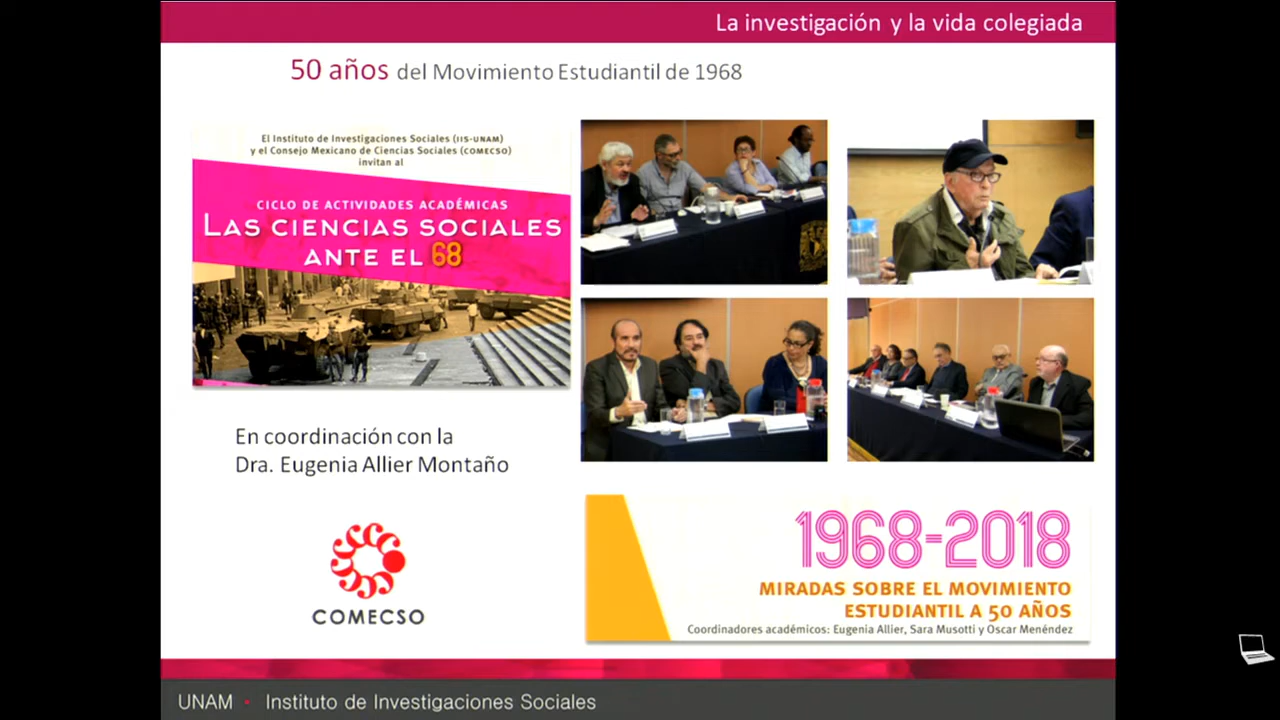 La investigación y la vida colegiada
50 años del Movimiento Estudiantil de 1968
El Instituto de Investigaciones Sociales (IIS-UNAM)
y el Consejo Mexicano de Ciencias Sociales (COMECSO)
invitan al
CICLO DE ACTIVIDADES ACADÉMICAS
LAS CIENCIAS SOCIALES
ANTE EL 68
En coordinación con la
Dra. Eugenia Allier Montaño
COMECSO
1968-2018
MIRADAS SOBRE EL MOVIMIENTO
ESTUDIANTIL A 50 AÑOS
Coordinadores académicos: Eugenia Allier, Sara Musotti y Oscar Menéndez
UNAM • Instituto de Investigaciones Sociales